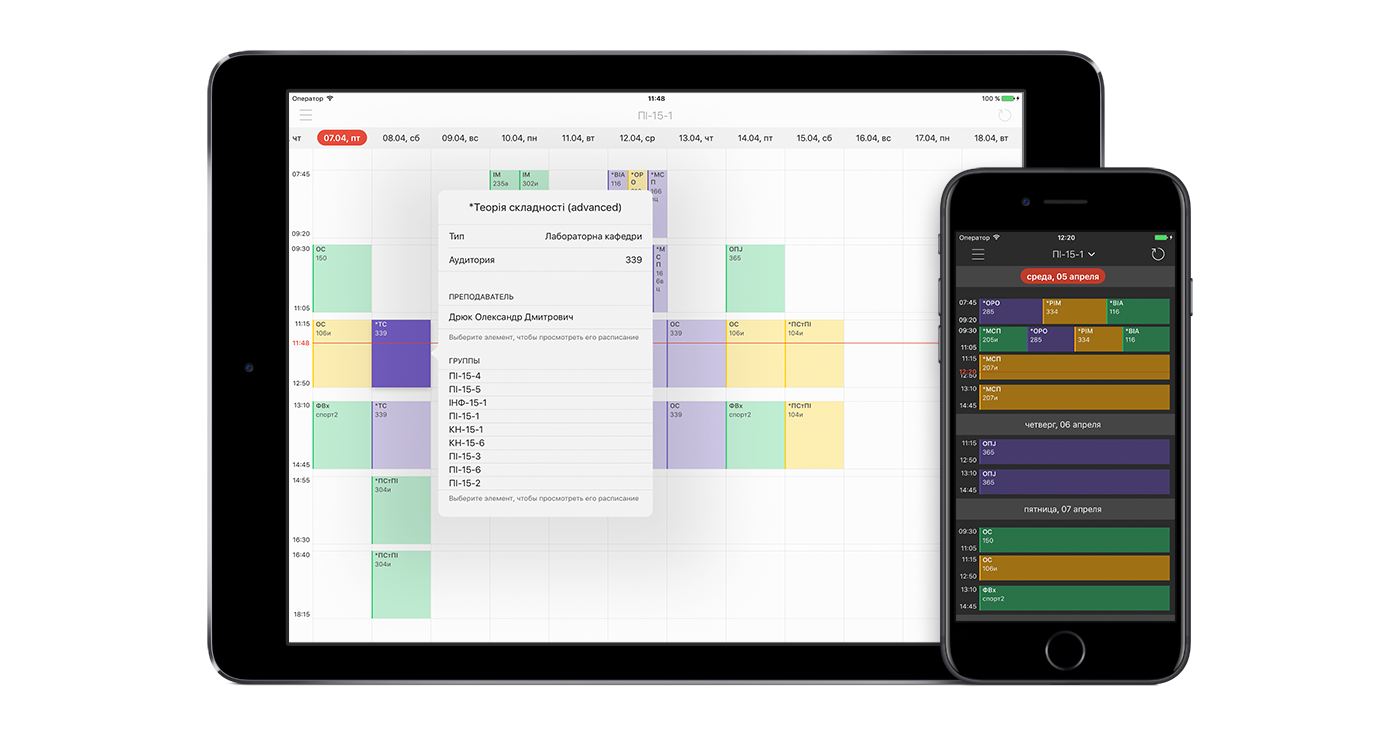 Оператор 11:48 100 %
ПІ-15-1
. чт 07.04, пт 08.04, сб 09.04, вс 10.04, пн 11.04, вт 12.04, ср 13.04, чт 14.04, пт 15.04, сб 16.04, вс 17.04, пн 18.04, вт
07:45
ІМ
235а
ІМ
302и
*ВІА
116
*ОР
О
*МС
П
166
09:20
09:30
ОС
150
*М
С
П
16
6в
ц
ОПJ
365
11:05
11:15
ОС
106и
*ТС
339
ОС
339
ОС
106и
*ПСтПІ
104и
11:48
12:50
13:10
ФВх
спорт2
*ТС
339
ОС
339
ФВх
спорт2
*ПСтПІ
104и
14:45
14:55
*ПСтПІ
304и
16:30
16:40
*ПСтПІ
304и
18:15
*Теорія складності (advanced)
Тип Лабораторна кафедри
Аудитория 339
ПРЕПОДАВАТЕЛЬ
Дрюк Олександр Дмитрович
Выберите элемент, чтобы просмотреть его расписание
ГРУППЫ
ПІ-15-4
ПІ-15-5
ІНФ-15-1
ПІ-15-1
КН-15-1
КН-15-6
ПІ-15-3
ПІ-15-6
ПІ-15-2
Выберите элемент, чтобы просмотреть его расписание
Оператор 12:20
ПІ-15-1
среда, 05 апреля
07:45 *ОРО *РІМ *ВІА
285 334 116
09:20
09:30 *МСП *ОРО *РІМ *ВІА
205и 285 334 116
11:05
11:15 *МСП
207и
12:20
12:50
13:10 *МСП
207и
14:45
четверг, 06 апреля
11:15 ОПJ
365
12:50
13:10 ОПJ
365
14:45
пятница, 07 апреля
09:30 ОС
150
11:05
11:15 ОС
106и
12:50
13:10 ФВх
спорт2
14:45